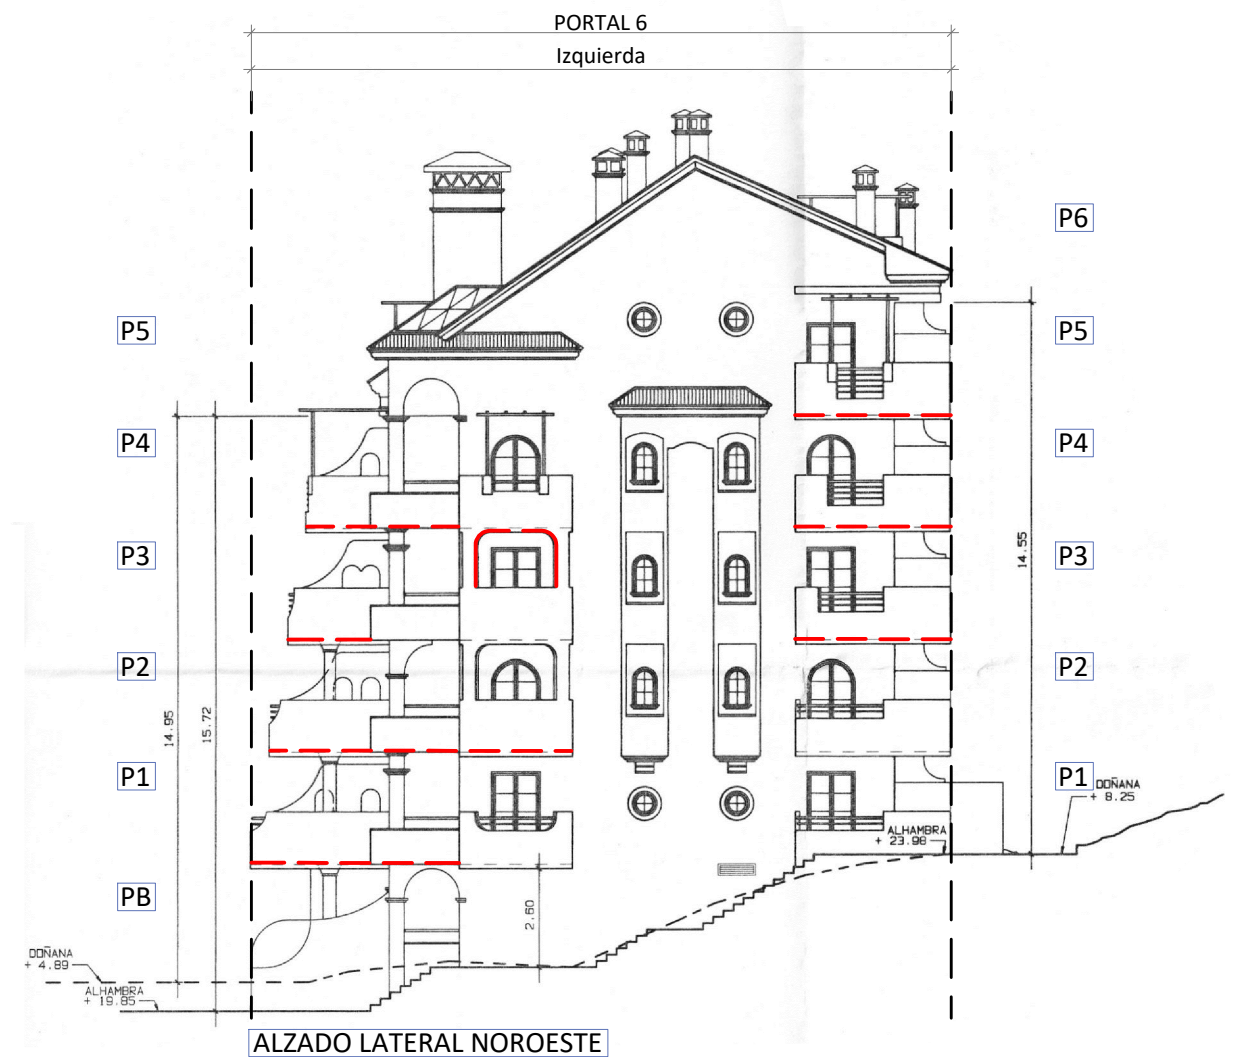 PORTAL 6
Izquierda
P6
P5
P5
P4
P4
P3
P3
14.55
P2
P2
14.95
15.72
P1
P1
DOÑANA
+ 8.25
ALHAMBRA
+ 23.98
PB
2.60
DOÑANA
+ 4.89
ALHAMBRA
+ 19.85
ALZADO LATERAL NOROESTE